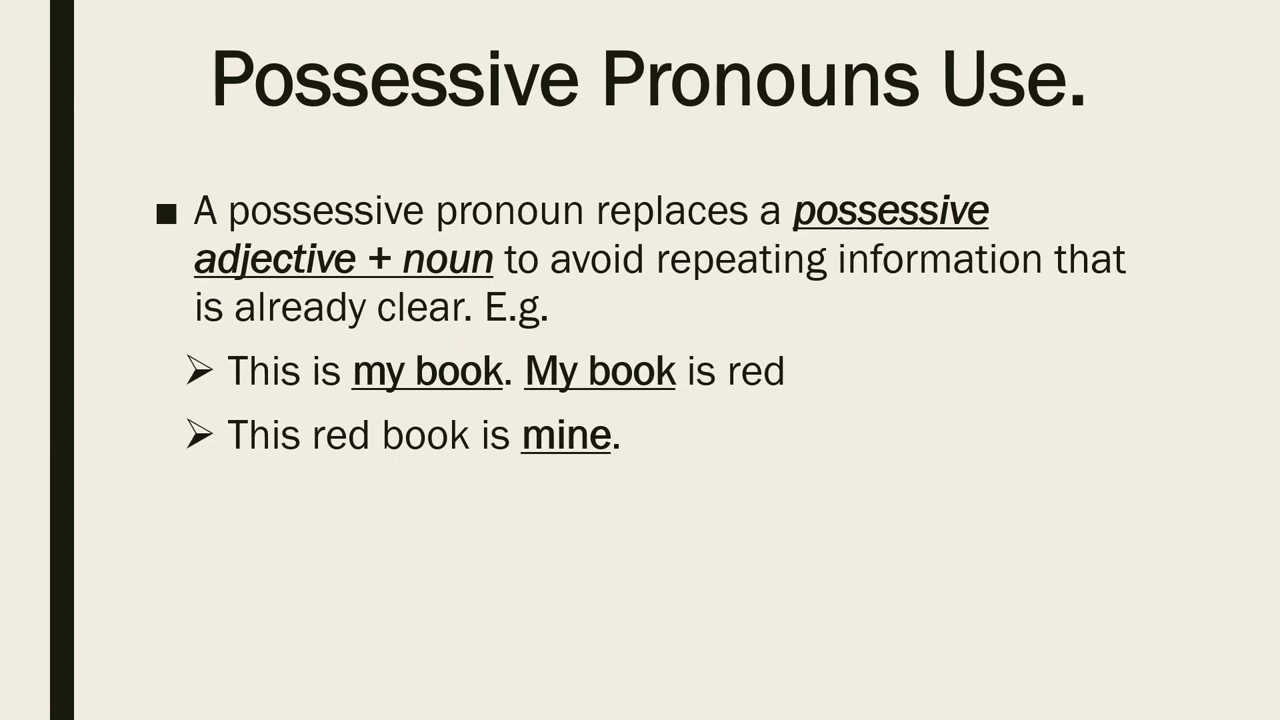 Possessive Pronouns Use.
A possessive pronoun replaces a possessive
adjective + noun to avoid repeating information that
is already clear. E.g.
This is my book. My book is red
This red book is mine.